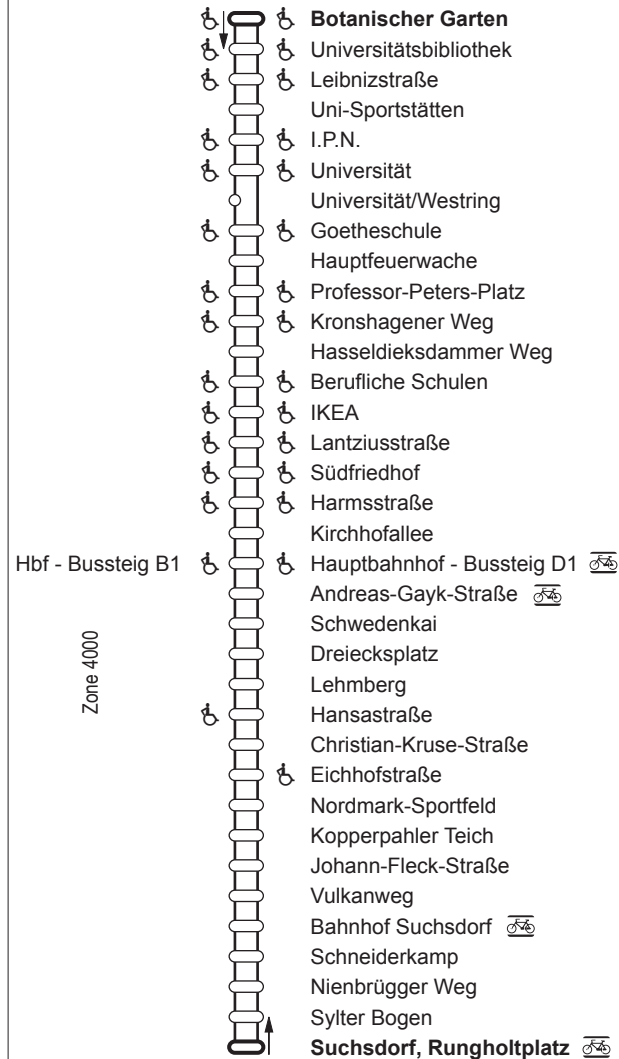 Botanischer Garten
Universitätsbibliothek
Leibnizstraße
Uni-Sportstätten
I.P.N.
Universität
Universität/Westring
Goetheschule
Hauptfeuerwache
Professor-Peters-Platz
Kronshagener Weg
Hasseldieksdammer Weg
Berufliche Schulen
IKEA
Lantziusstraße
Südfriedhof
Harmsstraße
Kirchhofallee
Hbf - Bussteig B1 Hauptbahnhof - Bussteig D1
Andreas-Gayk-Straße
Schwedenkai
Dreiecksplatz
Lehmberg
Hansastraße
Christian-Kruse-Straße
Eichhofstraße
Nordmark-Sportfeld
Kopperpahler Teich
Johann-Fleck-Straße
Vulkanweg
Bahnhof Suchsdorf
Schneiderkamp
Nienbrügger Weg
Sylter Bogen
Suchsdorf, Rungholtplatz
Zone 4000